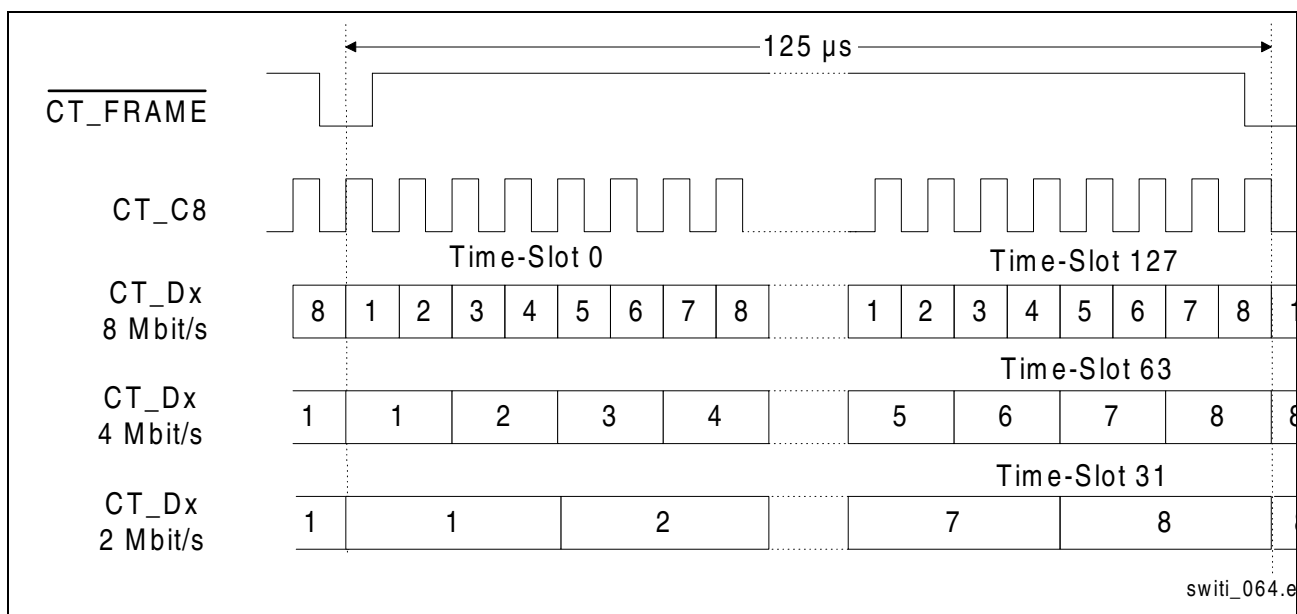 125 µs
CT_FRAME
CT_C8
Time-Slot 0 Time-Slot 127
CT_Dx
8 Mbit/s
8 1 2 3 4 5 6 7 8 1 2 3 4 5 6 7 8 1
Time-Slot 63
CT_Dx
4 Mbit/s
1 1 2 3 4 5 6 7 8 8
Time-Slot 31
CT_Dx
2 Mbit/s
1 1 2 7 8
switi_064.e